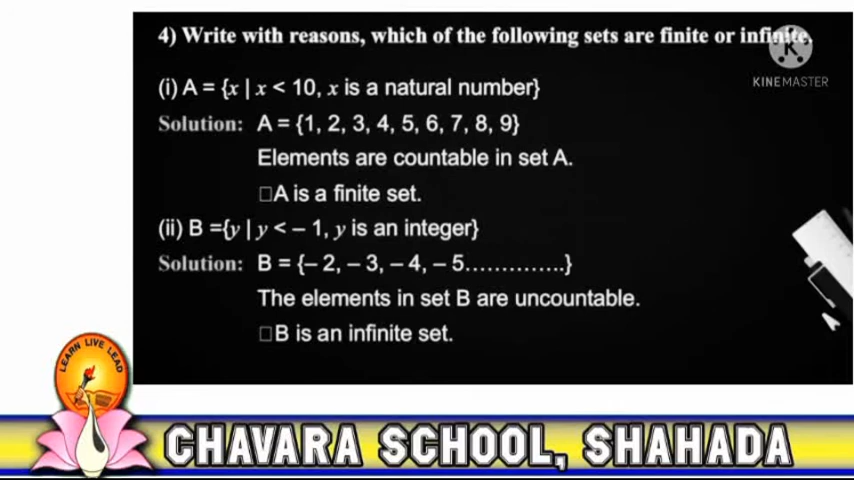 4) Write with reasons, which of the following sets are finite or infinite.
K
KINEMASTER
(i) A = {x | x < 10, x is a natural number}
Solution: A = {1, 2, 3, 4, 5, 6, 7, 8, 9}
Elements are countable in set A.
□A is a finite set.
(ii) B ={y | y < – 1, y is an integer}
Solution: B = {– 2, – 3, – 4, – 5..............}
The elements in set B are uncountable.
□B is an infinite set.
A
LEARN LIVE LEAD
CHAVARA SCHOOL, SHAHADA